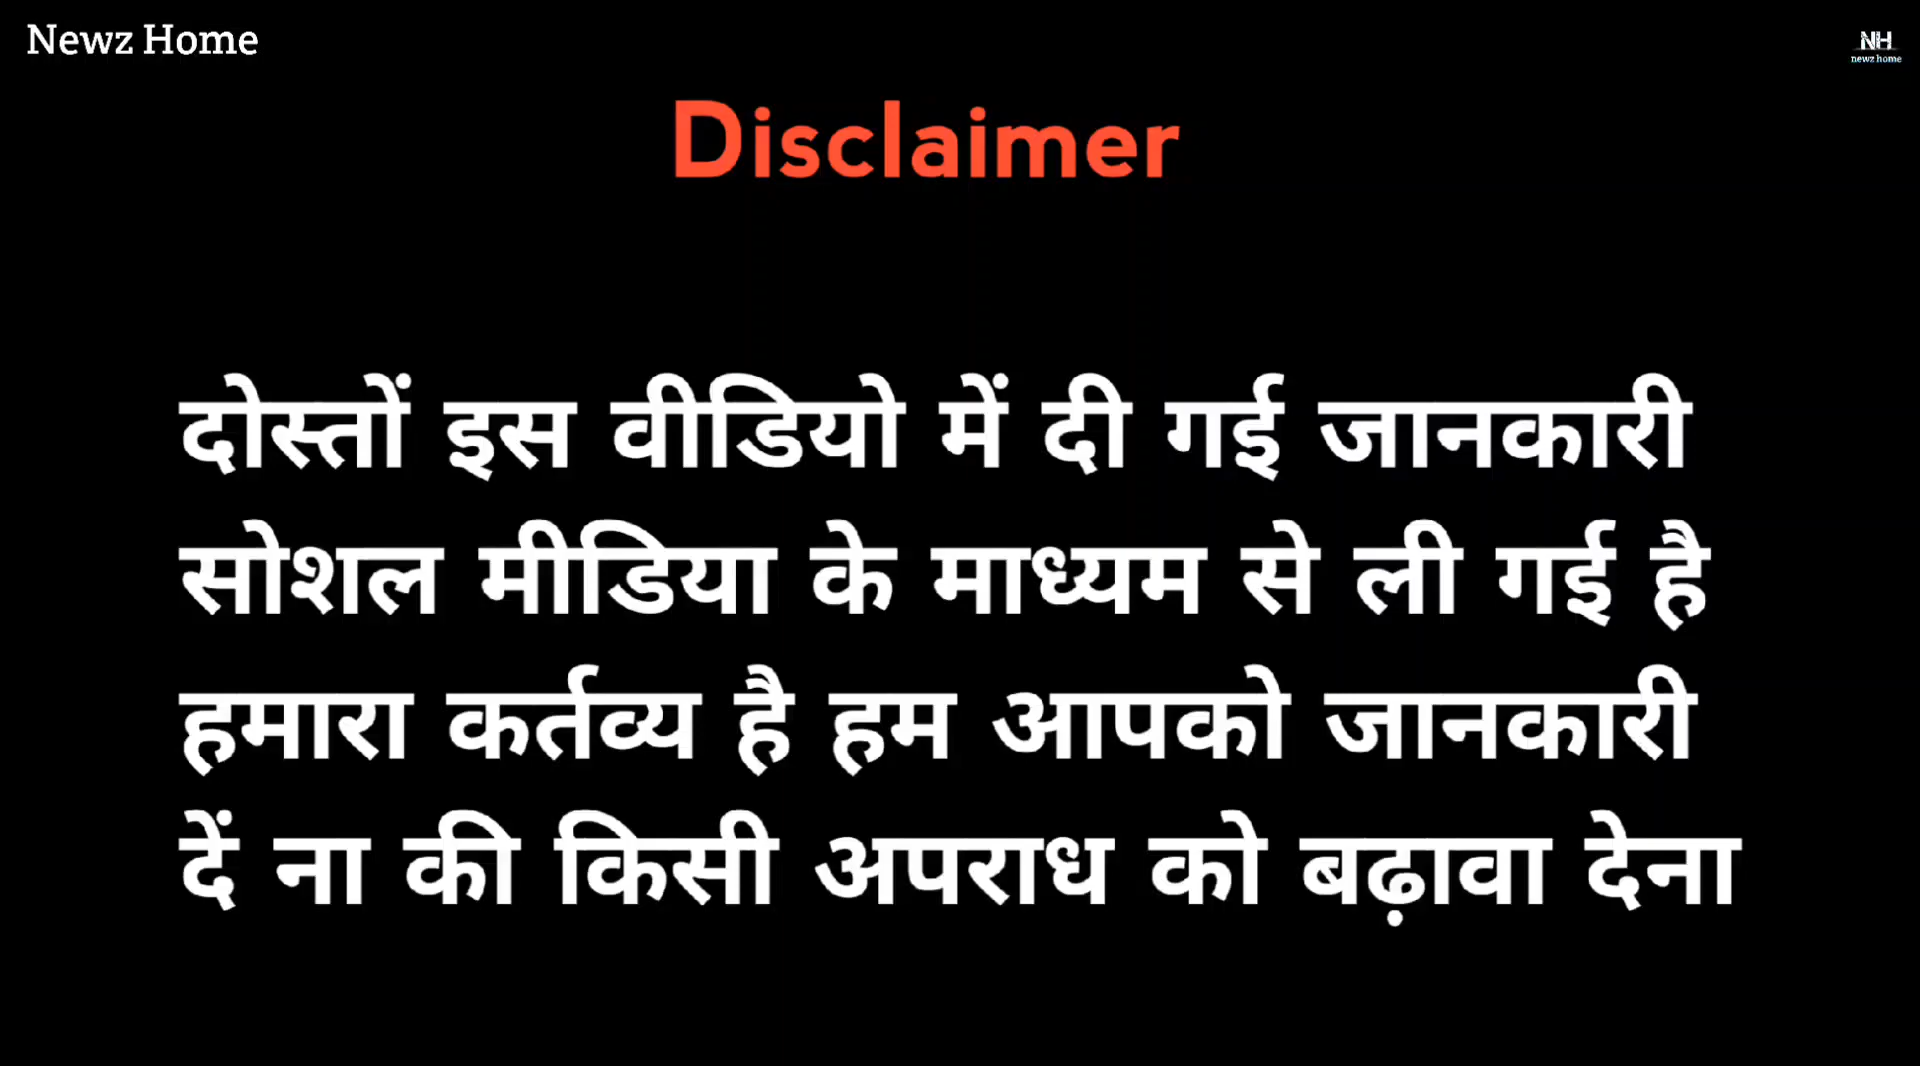 Newz Home
NH
newz home
Disclaimer
दोस्तों इस वीडियो में दी गई जानकारी
सोशल मीडिया के माध्यम से ली गई है
हमारा कर्तव्य है हम आपको जानकारी
दें ना की किसी अपराध को बढ़ावा देना